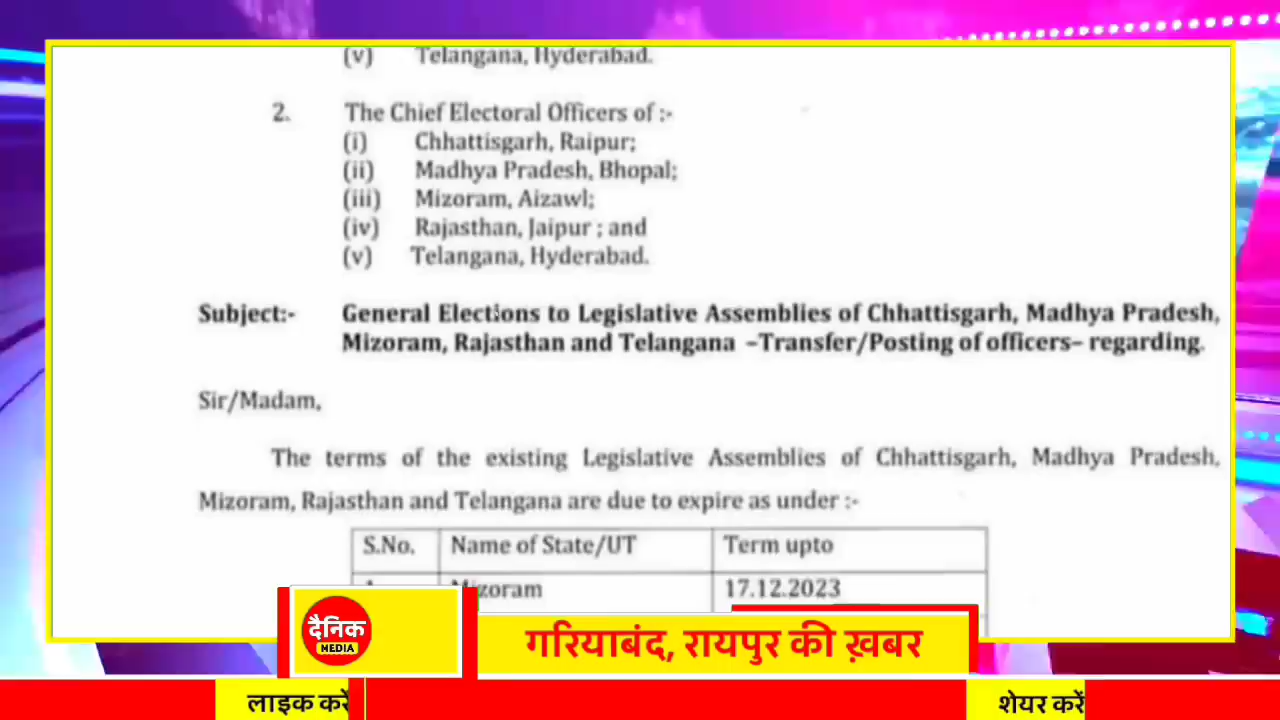 (v) Telangana, Hyderabad.
2. The Chief Electoral Officers of :-
(i) Chhattisgarh, Raipur;
(ii) Madhya Pradesh, Bhopal;
(iii) Mizoram, Aizawl;
(iv) Rajasthan, Jaipur ; and
(v) Telangana, Hyderabad.
Subject:- General Elections to Legislative Assemblies of Chhattisgarh, Madhya Pradesh,
Mizoram, Rajasthan and Telangana –Transfer/Posting of officers– regarding.
Sir/Madam,
The terms of the existing Legislative Assemblies of Chhattisgarh, Madhya Pradesh,
Mizoram, Rajasthan and Telangana are due to expire as under :-
S.No. Name of State/UT Term upto
Mizoram 17.12.2023
दैनिक
MEDIA
गरियाबंद, रायपुर की ख़बर
लाइक करें
शेयर करें